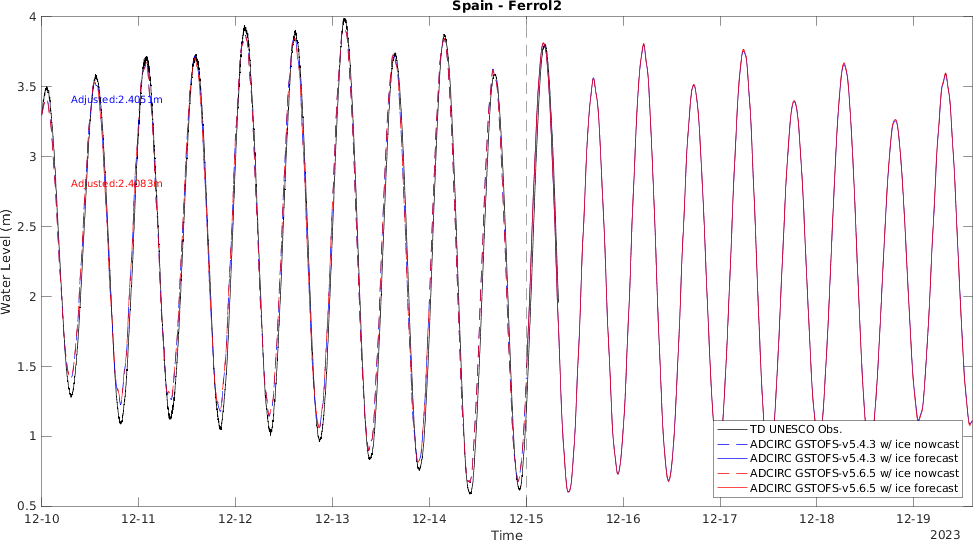 Spain - Ferrol2
4
3.5
3
2.5
2
1.5
1
0.5
Water Level (m)
Adjusted:2.4051m
Adjusted:2.4083m
TD UNESCO Obs.
ADCIRC GSTOFS-v5.4.3 w/ ice nowcast
ADCIRC GSTOFS-v5.4.3 w/ ice forecast
ADCIRC GSTOFS-v5.6.5 w/ ice nowcast
ADCIRC GSTOFS-v5.6.5 w/ ice forecast
12-10 12-11 12-12 12-13 12-14 12-15 12-16 12-17 12-18 12-19
Time
2023